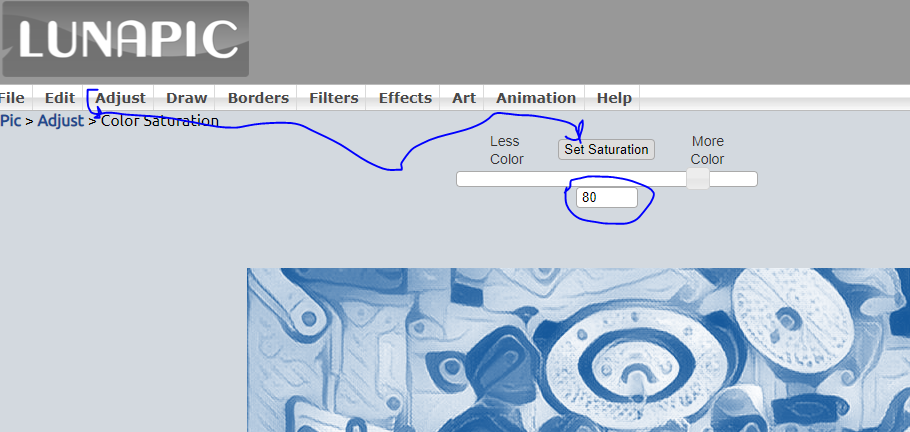 LUNAPIC
File Edit Adjust Draw Borders Filters Effects Art Animation Help
Pic > Adjust > Color Saturation
Less Color Set Saturation More Color
80